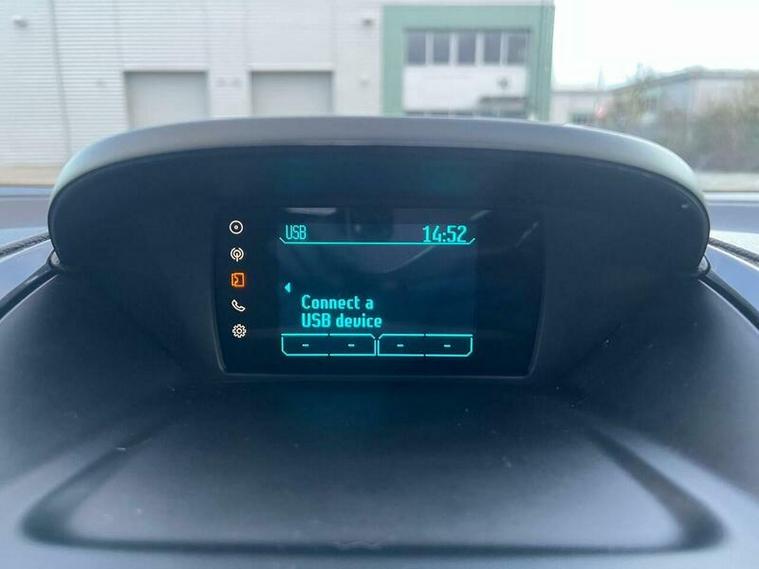 USB
14:52
Connect a
USB device
- - - -